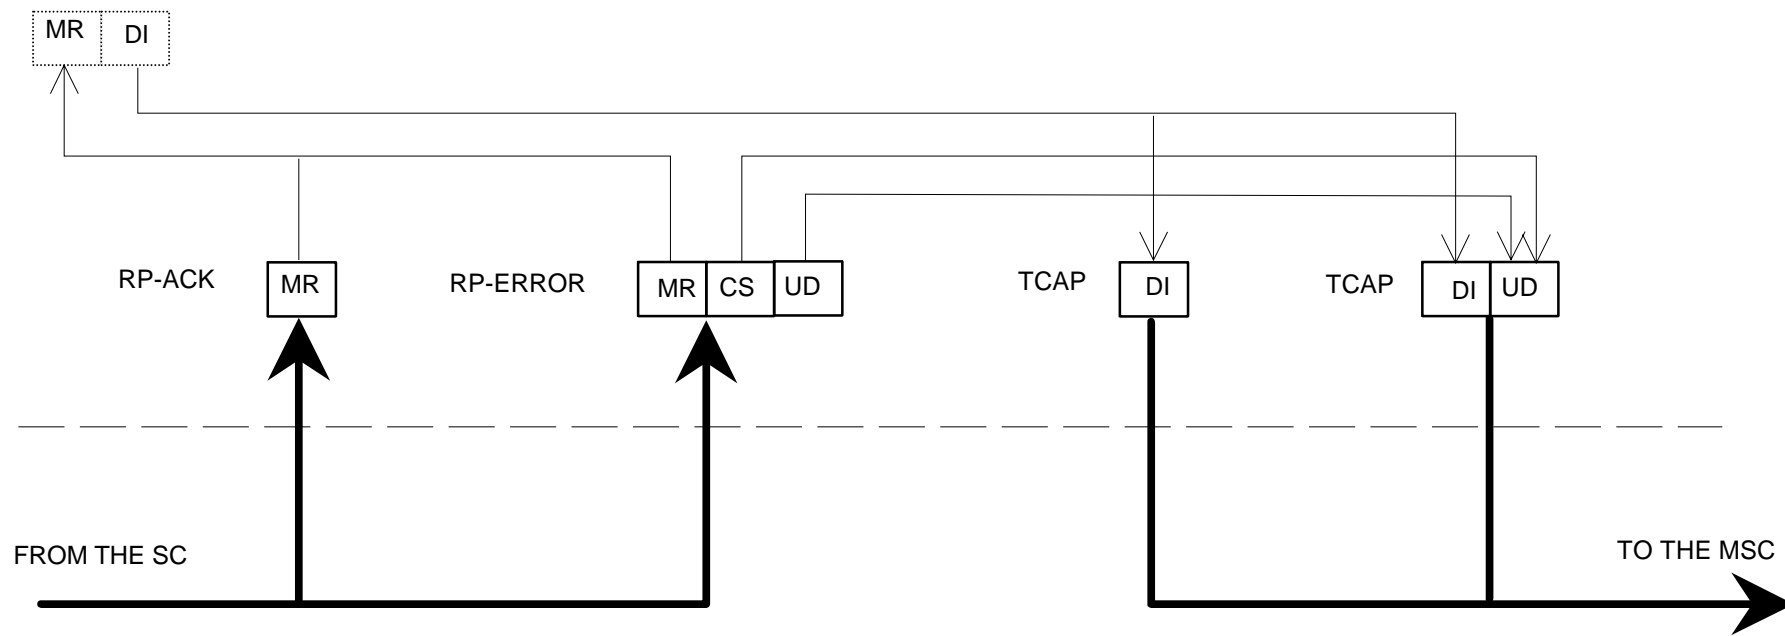 MR DI
RP-ACK MR RP-ERROR MR CS UD TCAP DI TCAP DI UD
FROM THE SC TO THE MSC